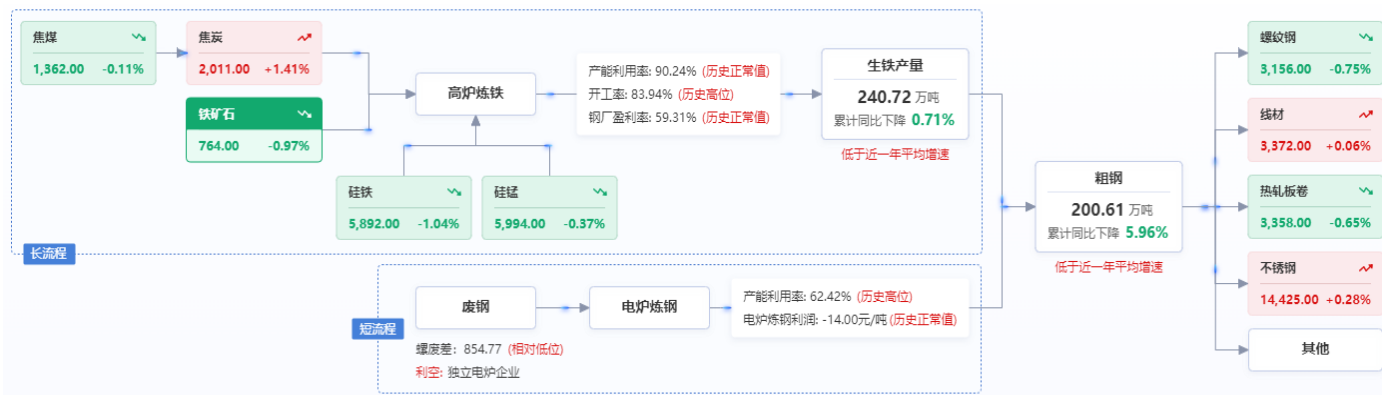 焦煤
1,362.00 -0.11%
焦炭
2,011.00 +1.41%
铁矿石
764.00 -0.97%
高炉炼铁
硅铁
5,892.00 -1.04%
硅锰
5,994.00 -0.37%
产能利用率: 90.24% (历史正常值)
开工率: 83.94% (历史高位)
钢厂盈利率: 59.31% (历史正常值)
生铁产量
240.72 万吨
累计同比下降 0.71%
低于近一年平均增速
长流程
废钢
螺废差: 854.77 (相对低位)
利空: 独立电炉企业
电炉炼钢
产能利用率: 62.42% (历史高位)
电炉炼钢利润: -14.00元/吨 (历史正常值)
短流程
粗钢
200.61 万吨
累计同比下降 5.96%
低于近一年平均增速
螺纹钢
3,156.00 -0.75%
线材
3,372.00 +0.06%
热轧板卷
3,358.00 -0.65%
不锈钢
14,425.00 +0.28%
其他